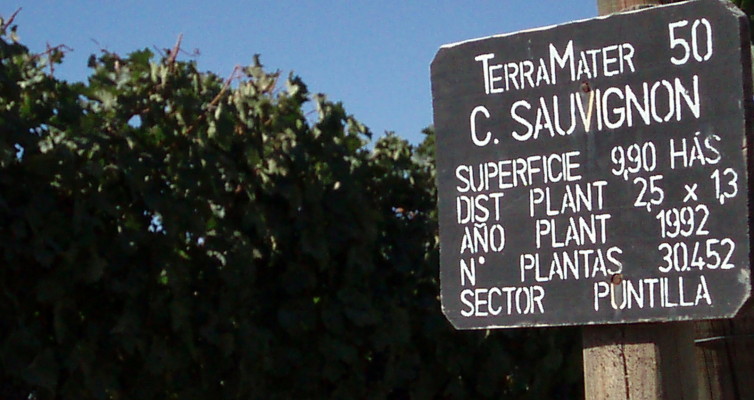 TERRAMATER 50
C. SAUVIGNON
SUPERFICIE 9,90 HÁS
DIST PLANT 2,5 x 1,3
AÑO PLANT 1992
N° PLANTAS 30.452
SECTOR PUNTILLA